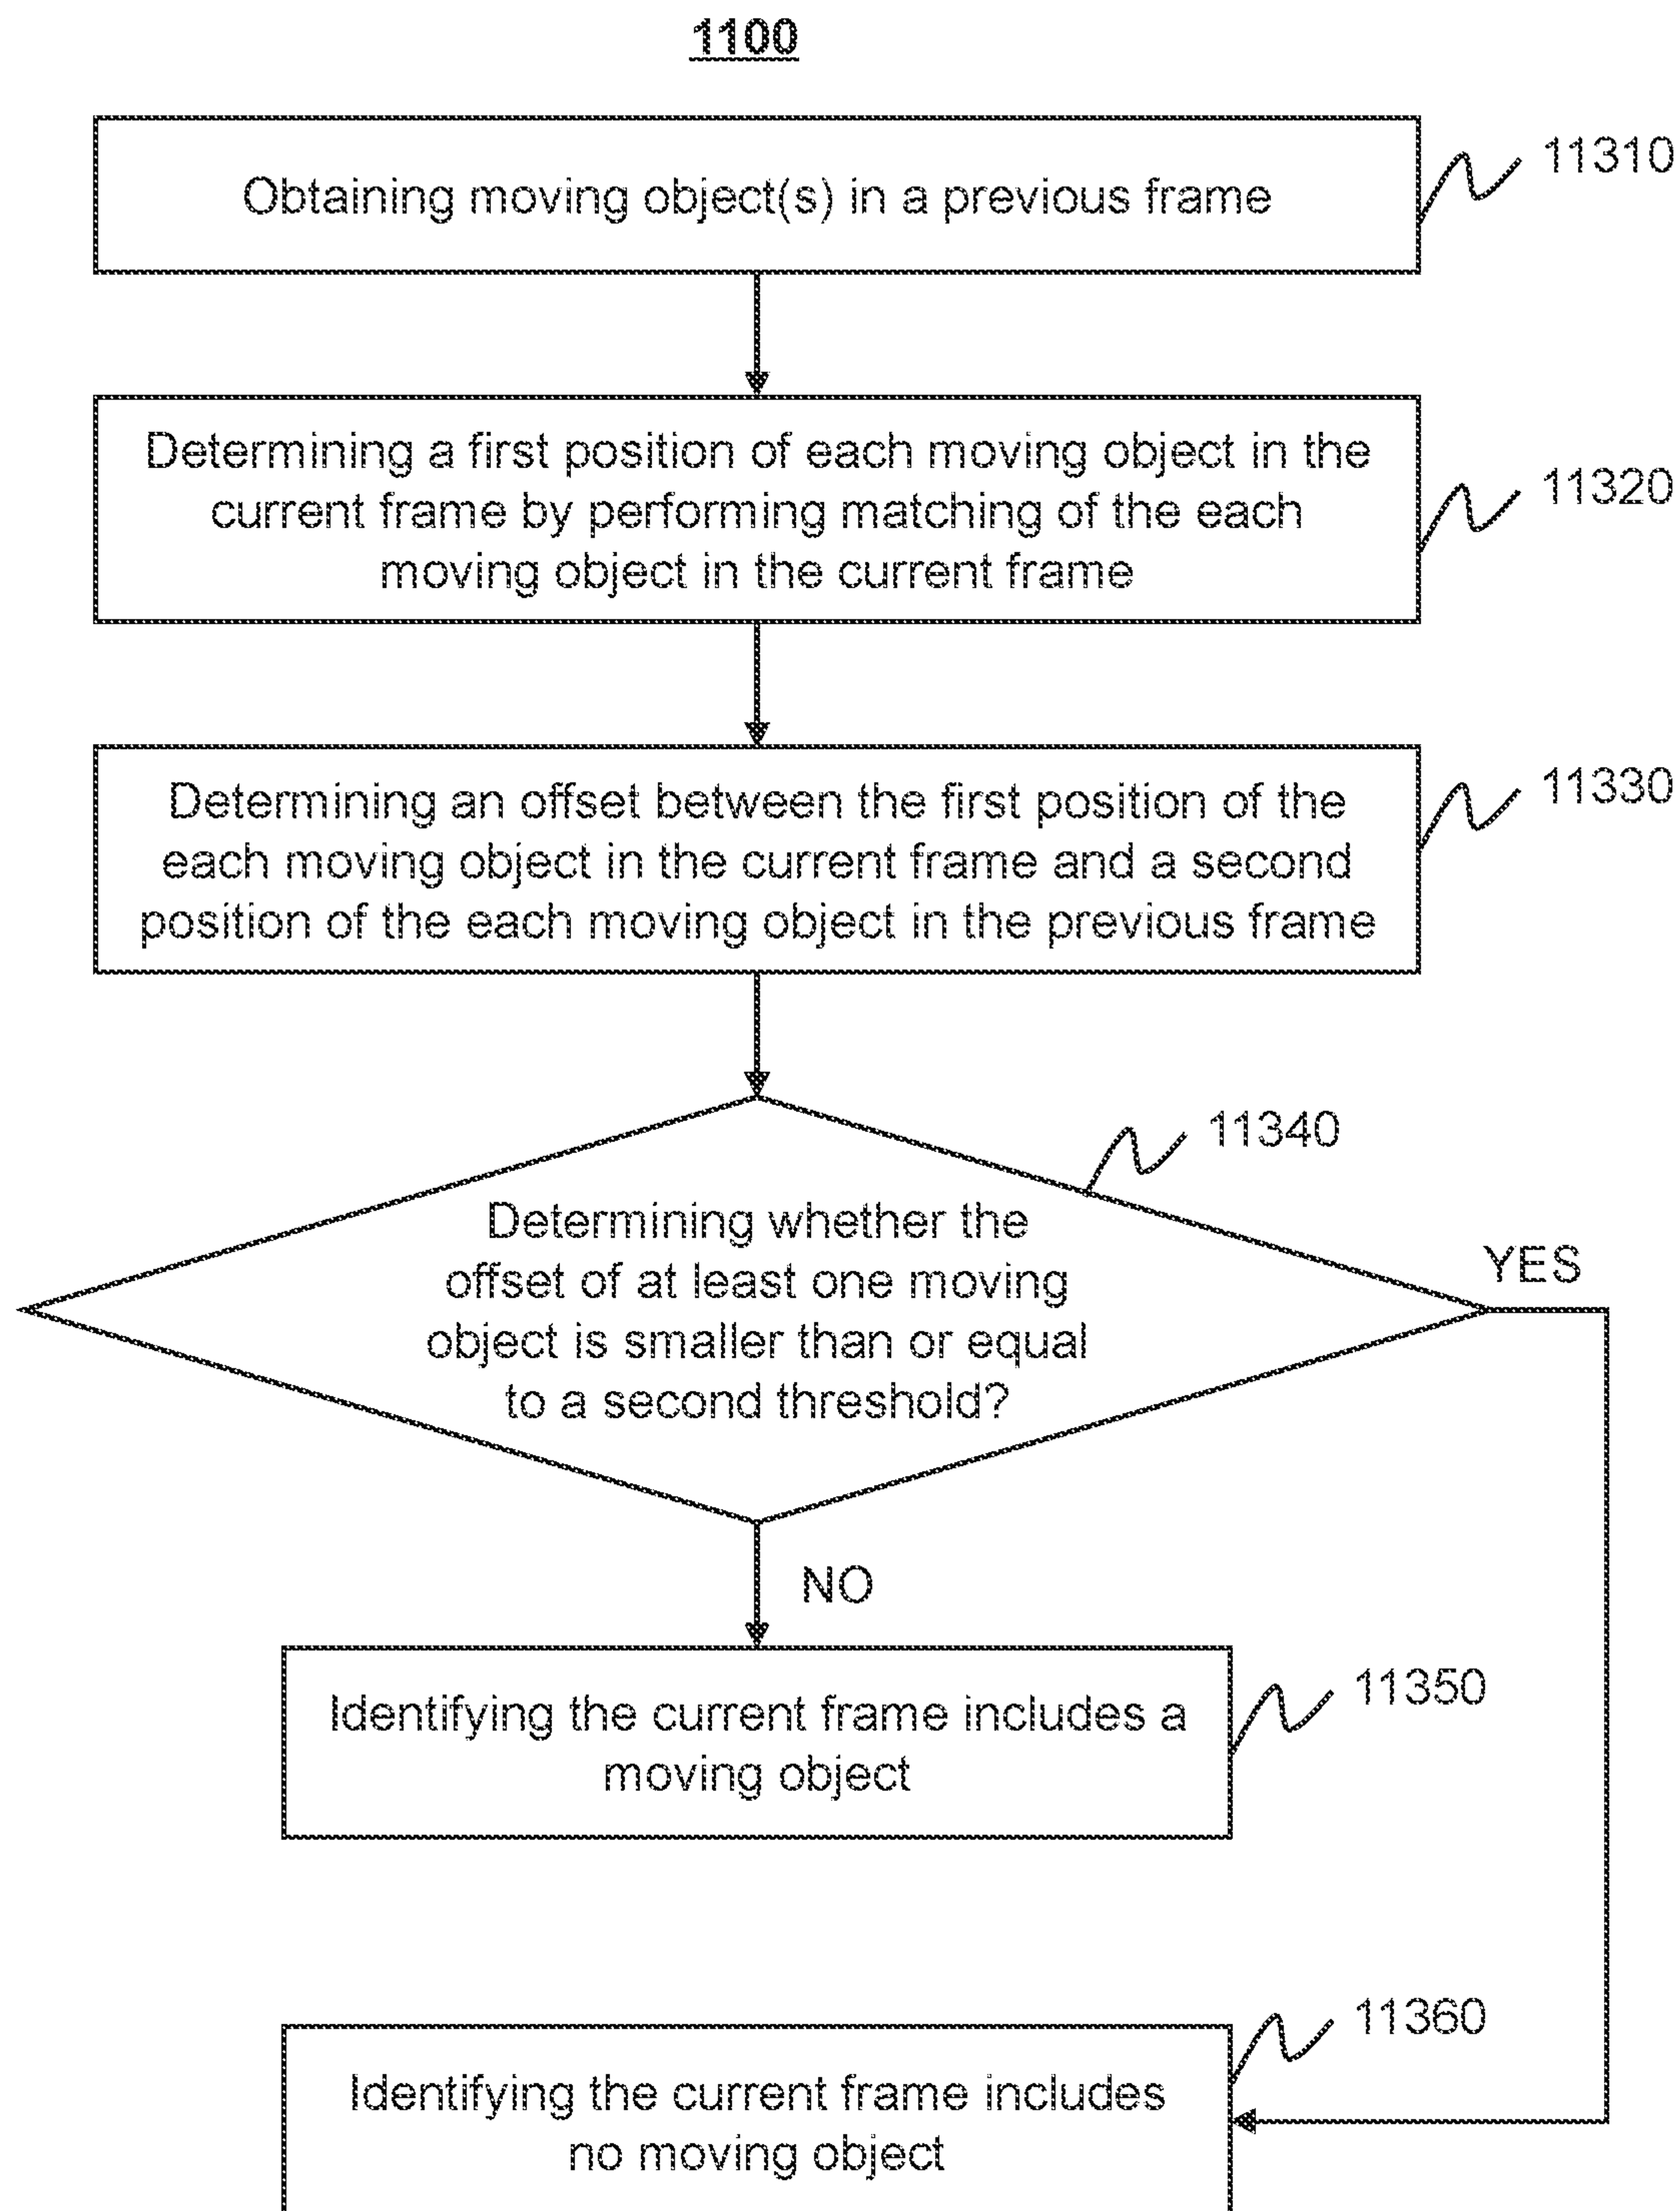 1100
Obtaining moving object(s) in a previous frame
11310
Determining a first position of each moving object in the
current frame by performing matching of the each
moving object in the current frame
11320
Determining an offset between the first position of the
each moving object in the current frame and a second
position of the each moving object in the previous frame
11330
11340
Determining whether the
offset of at least one moving
object is smaller than or equal
to a second threshold?
YES
NO
Identifying the current frame includes a
moving object
11350
Identifying the current frame includes
no moving object
11360